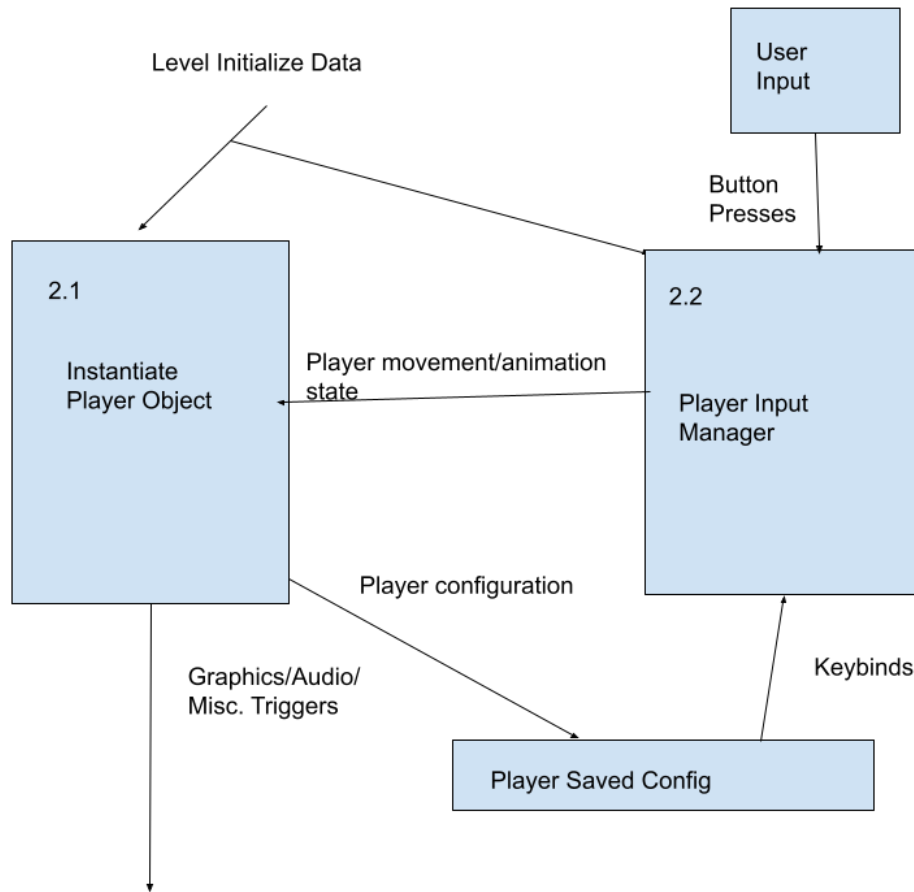 Level Initialize Data
User
Input
Button
Presses
2.1
Instantiate
Player Object
Player movement/animation
state
2.2
Player Input
Manager
Player configuration
Graphics/Audio/
Misc. Triggers
Keybinds
Player Saved Config